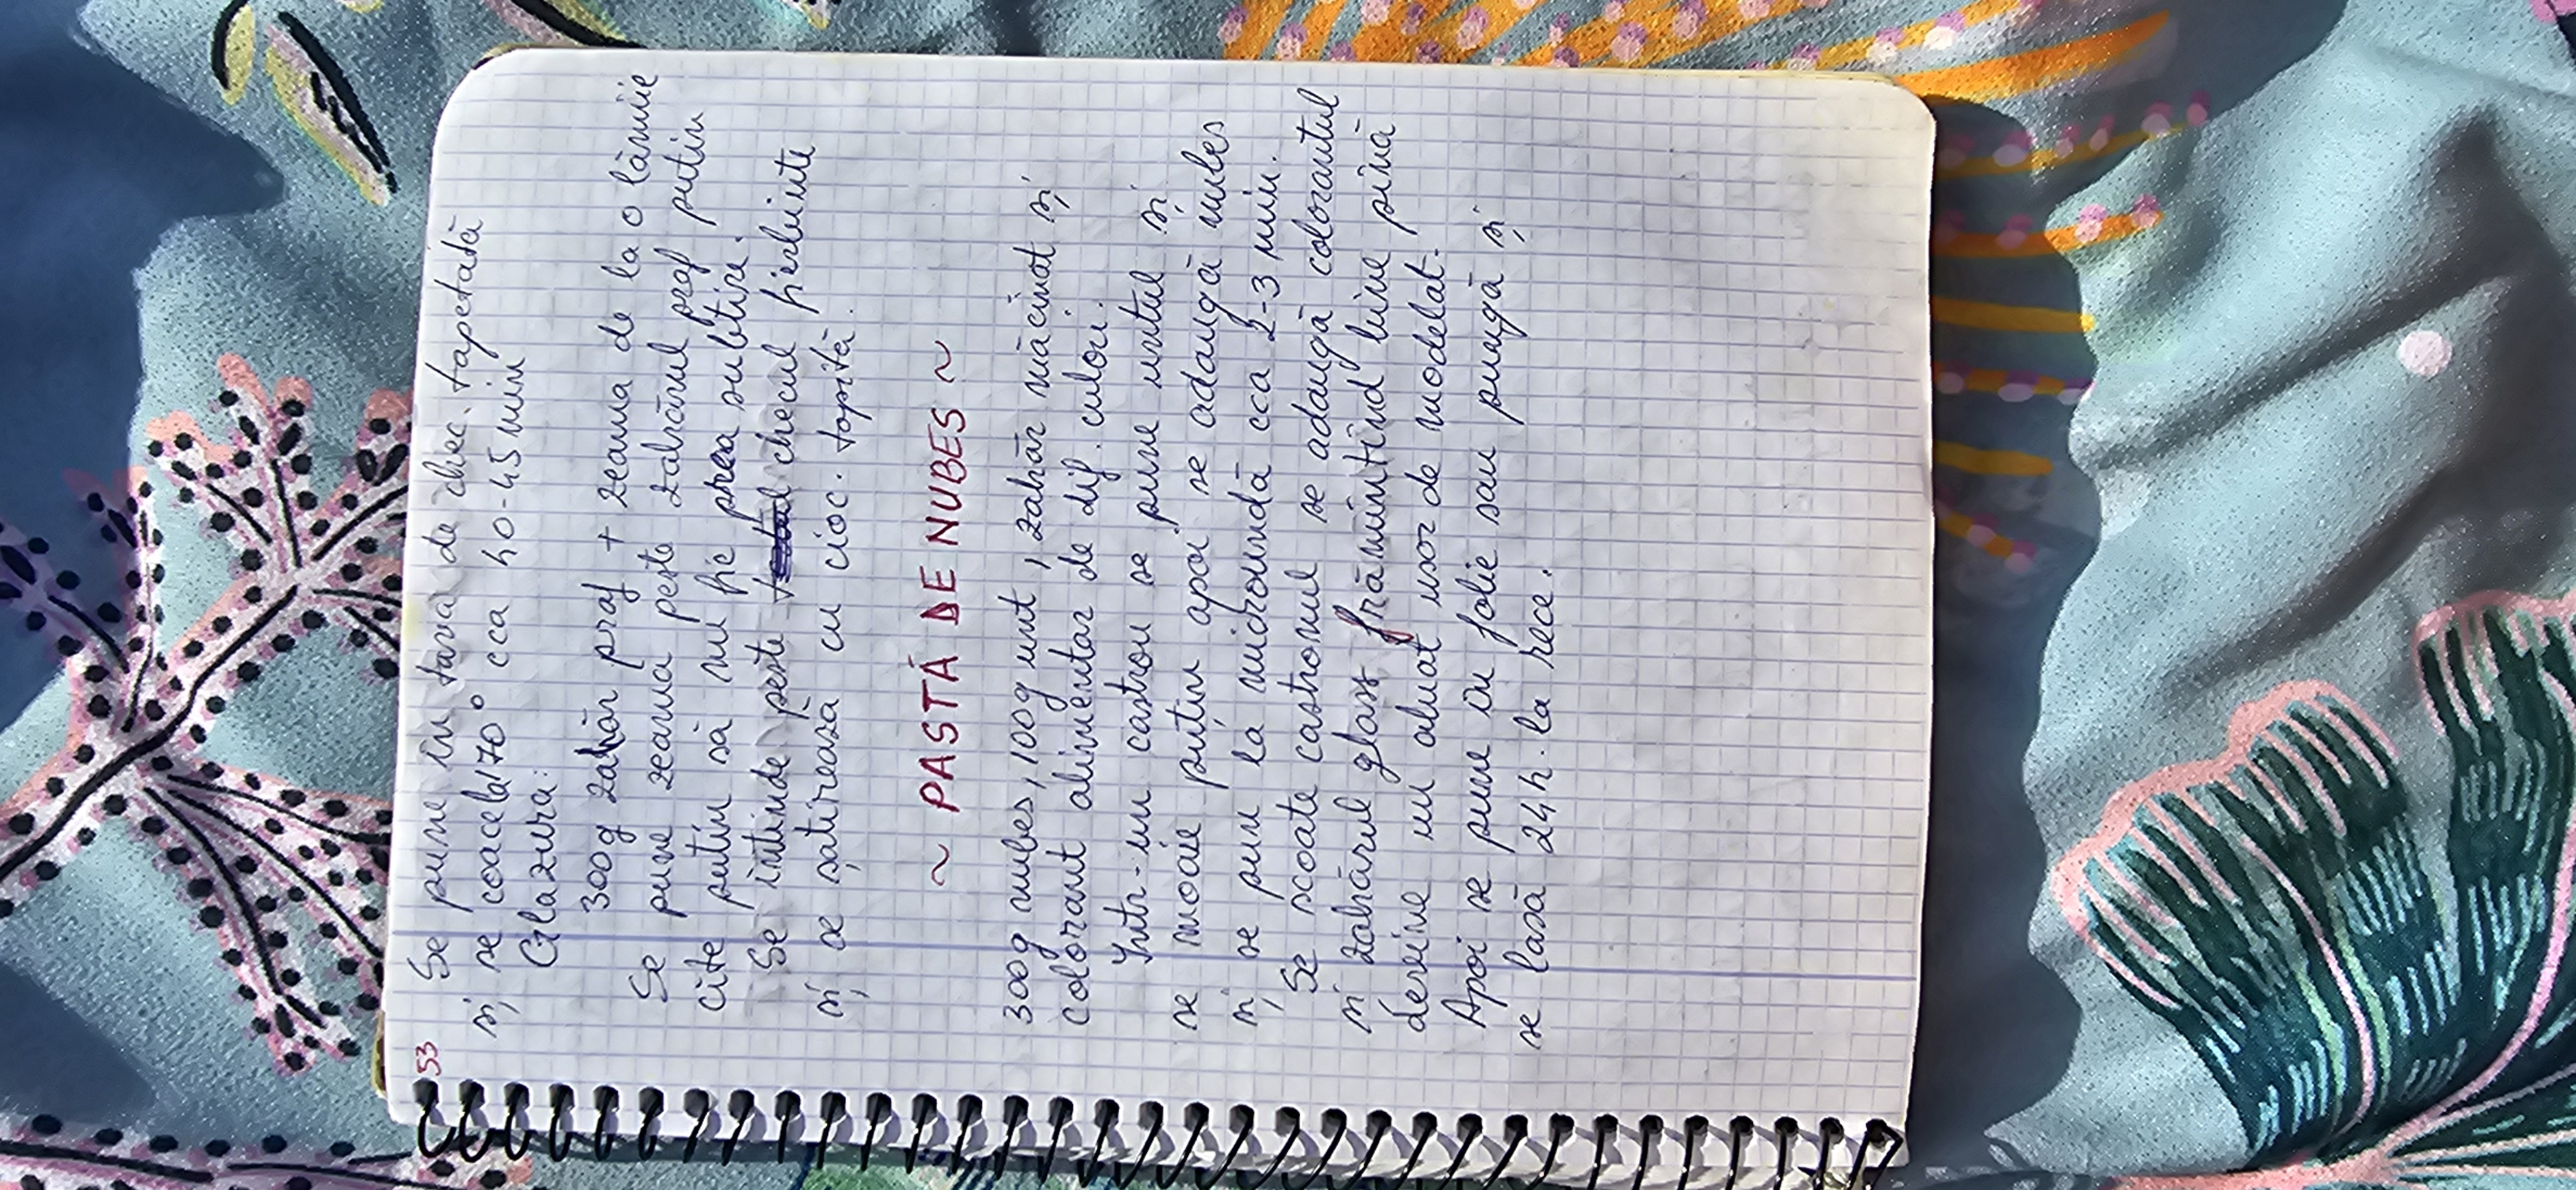 53
Se pune în tava de chec tapetată
și se coace la 170° cca 40-45 min
Glazura:
300g zahăr praf + zeama de la o lămîie
Se pune zeama peste zahărul praf puțin
cîte puțin să nu fie prea subtire.
Se intinde peste checul fierbinte
și se șatirează cu cioc. topită.
~ PASTĂ DE NUBES ~
300g nubes, 100g unt, zahăr măcinat și
colorant alimentar de dif. culori.
Intr-un castron se pune untul și
se moaie puțin apoi se adaugă nubes
și se pun la microundă cca 2-3 min.
Se scoate castronul se adaugă colorantul
și zahărul glass frămîntînd bine pînă
devine un aluat usor de modelat.
Apoi se pune în folie sau pungă și
se lasă 24h. la rece.